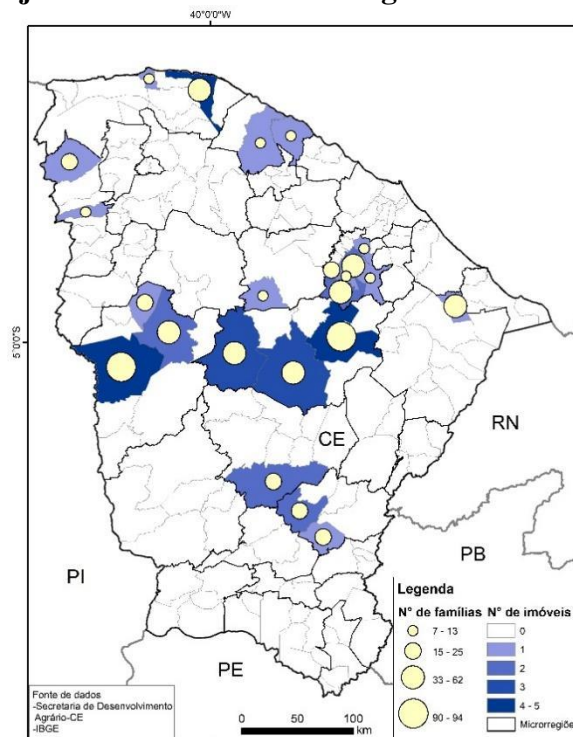 40°0'0"W
5°0'0"S
CE
RN
PB
PI
PE
Legenda
N° de famílias
7 - 13
15 - 25
33 - 62
90 - 94
N° de imóveis
0
1
2
3
4 - 5
Microrregiõe
Fonte de dados
-Secretaria de Desenvolvimento
Agrário-CE
-IBGE
0 50 100
km